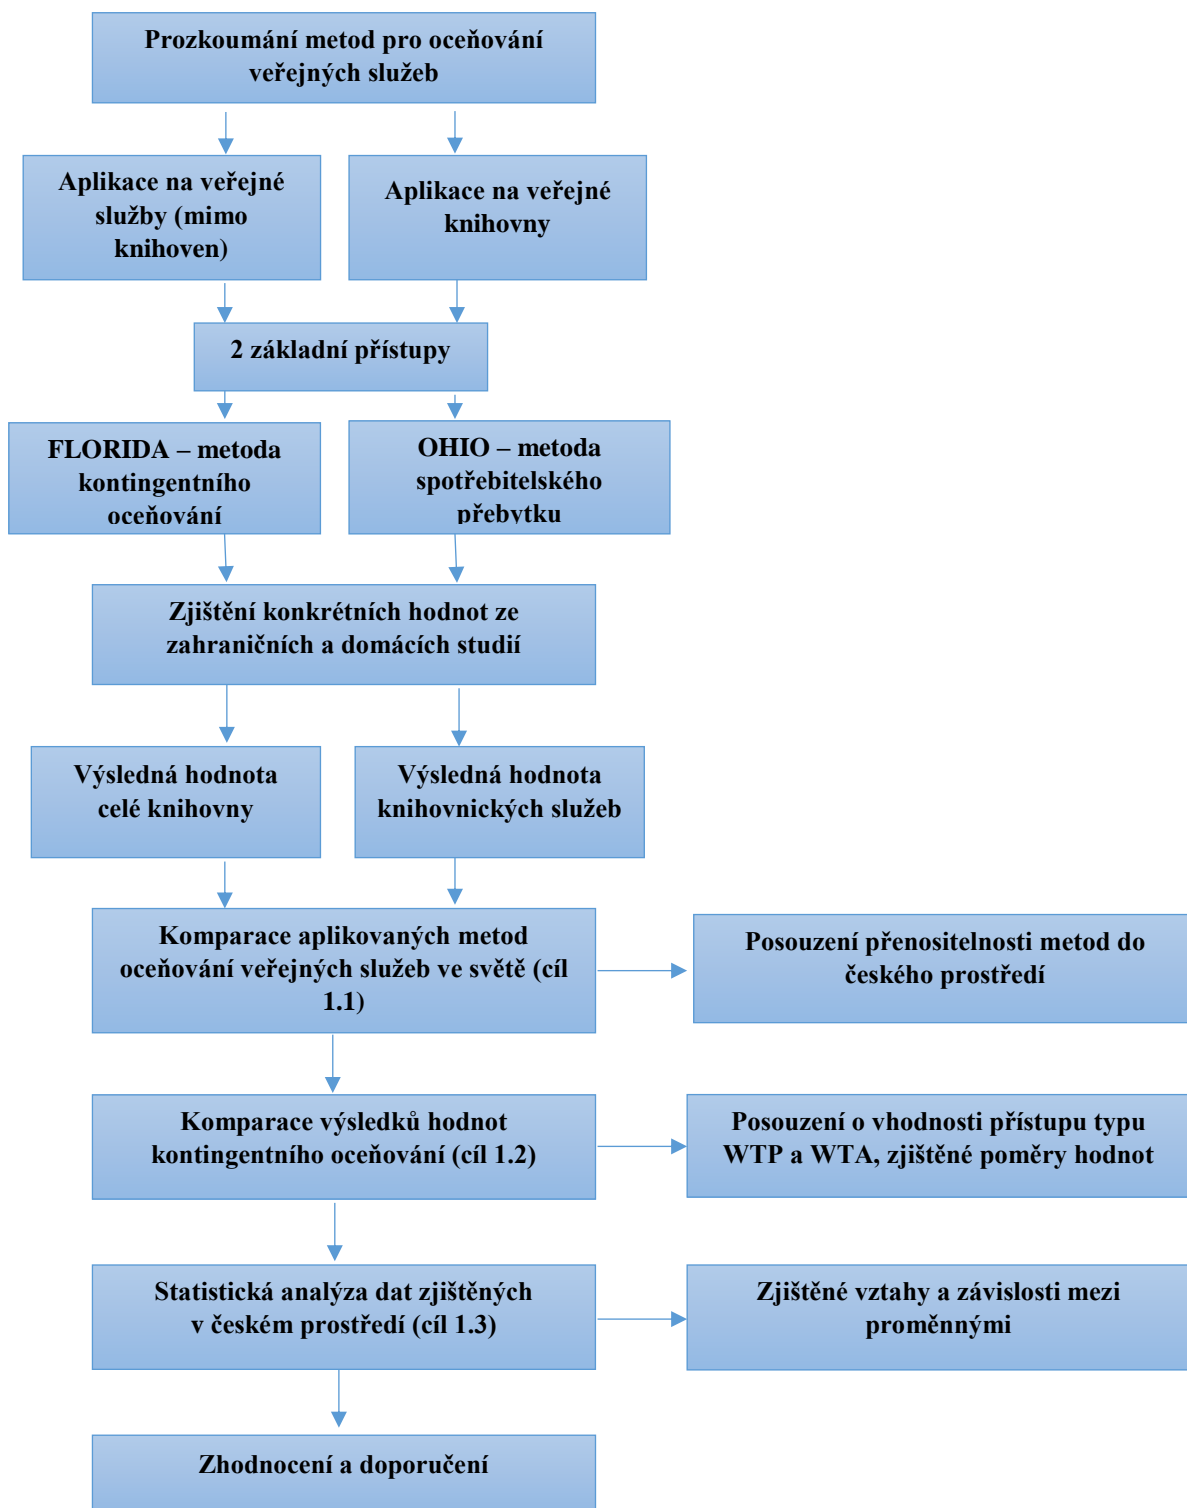 Prozkoumání metod pro oceňování
veřejných služeb
Aplikace na veřejné
služby (mimo
knihoven)
Aplikace na veřejné
knihovny
2 základní přístupy
FLORIDA – metoda
kontingentního
oceňování
OHIO – metoda
spotřebitelského
přebytku
Zjištění konkrétních hodnot ze
zahraničních a domácích studií
Výsledná hodnota
celé knihovny
Výsledná hodnota
knihovnických služeb
Komparace aplikovaných metod
oceňování veřejných služeb ve světě (cíl
1.1)
Posouzení přenositelnosti metod do
českého prostředí
Komparace výsledků hodnot
kontingentního oceňování (cíl 1.2)
Posouzení o vhodnosti přístupu typu
WTP a WTA, zjištěné poměry hodnot
Statistická analýza dat zjištěných
v českém prostředí (cíl 1.3)
Zjištěné vztahy a závislosti mezi
proměnnými
Zhodnocení a doporučení